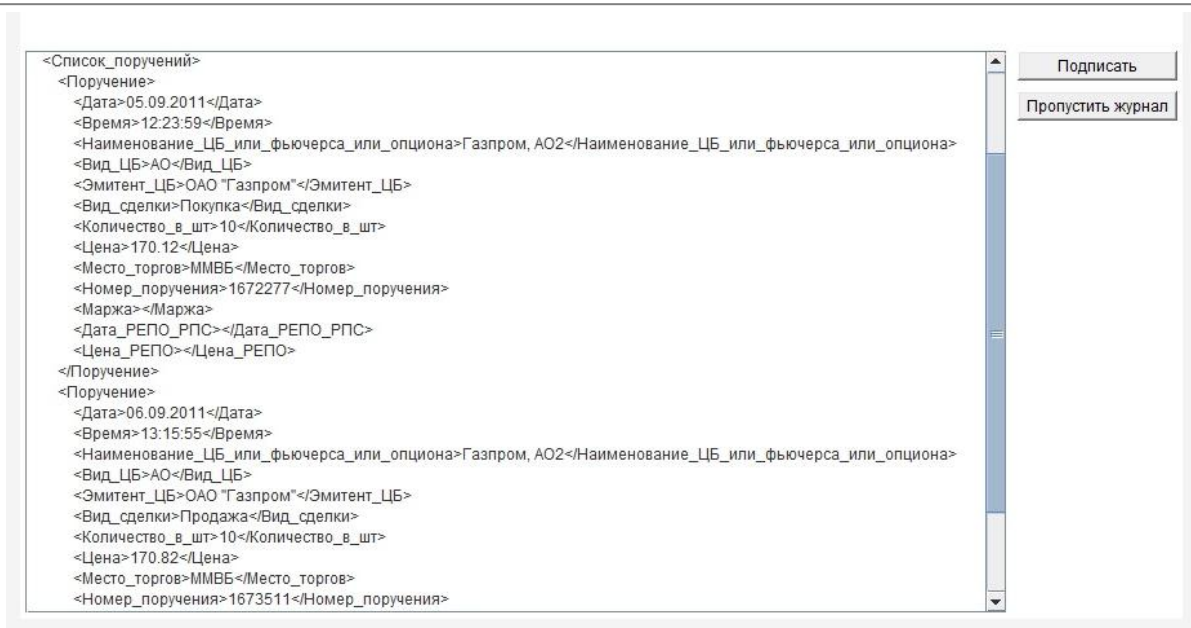 <Список_поручений>
<Поручение>
<Дата>05.09.2011</Дата>
<Время>12:23:59</Время>
<Наименование_ЦБ_или_фьючерса_или_опциона>Газпром, АО2</Наименование_ЦБ_или_фьючерса_или_опциона>
<Вид_ЦБ>АО</Вид_ЦБ>
<Эмитент_ЦБ>ОАО "Газпром"</Эмитент_ЦБ>
<Вид_сделки>Покупка</Вид_сделки>
<Количество_в_шт>10</Количество_в_шт>
<Цена>170.12</Цена>
<Место_торгов>ММВБ</Место_торгов>
<Номер_поручения>1672277</Номер_поручения>
<Маржа></Маржа>
<Дата_РЕПО_РПС></Дата_РЕПО_РПС>
<Цена_РЕПО></Цена_РЕПО>
</Поручение>
<Поручение>
<Дата>06.09.2011</Дата>
<Время>13:15:55</Время>
<Наименование_ЦБ_или_фьючерса_или_опциона>Газпром, АО2</Наименование_ЦБ_или_фьючерса_или_опциона>
<Вид_ЦБ>АО</Вид_ЦБ>
<Эмитент_ЦБ>ОАО "Газпром"</Эмитент_ЦБ>
<Вид_сделки>Продажа</Вид_сделки>
<Количество_в_шт>10</Количество_в_шт>
<Цена>170.82</Цена>
<Место_торгов>ММВБ</Место_торгов>
<Номер_поручения>1673511</Номер_поручения>
Подписать
Пропустить журнал